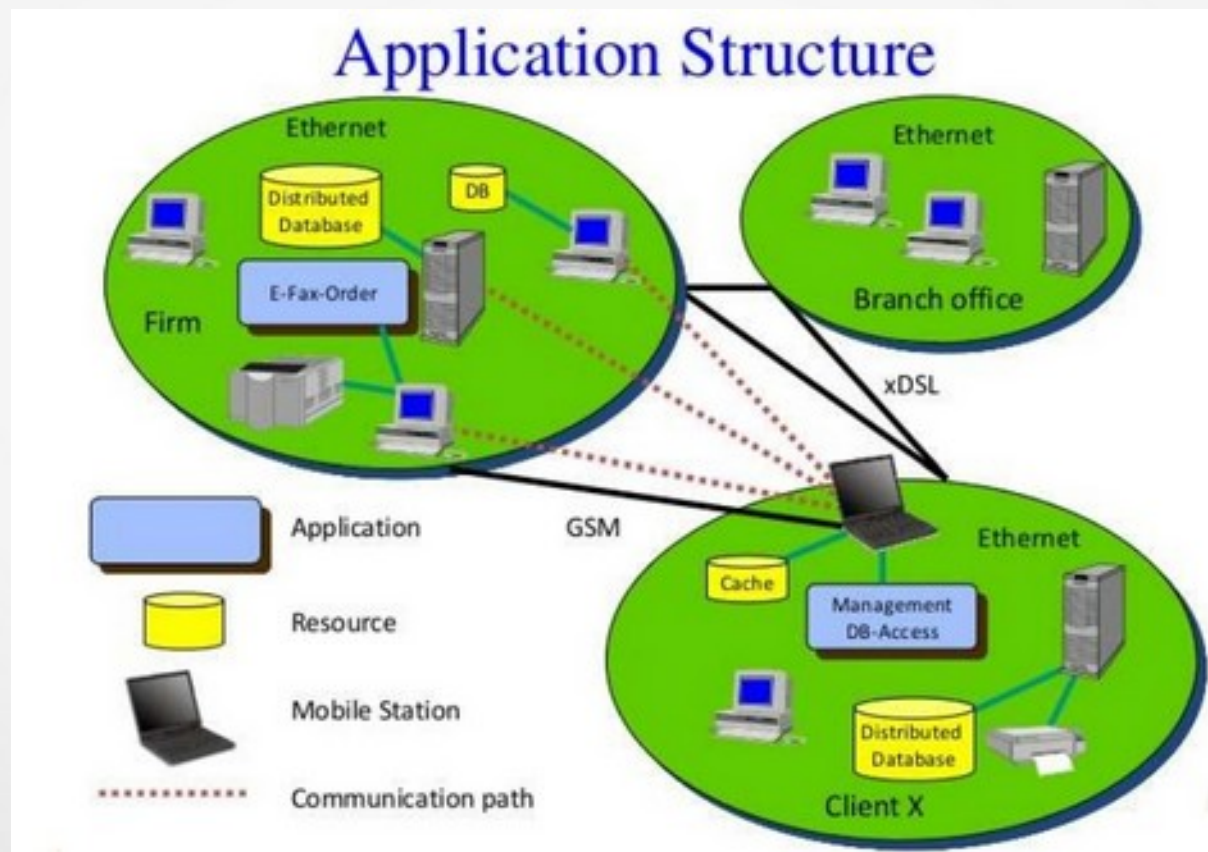 Application Structure
Ethernet
Distributed
Database
DB
E-Fax-Order
Firm
Ethernet
Branch office
xDSL
GSM
Ethernet
Cache
Management
DB-Access
Distributed
Database
Client X
Application
Resource
Mobile Station
Communication path